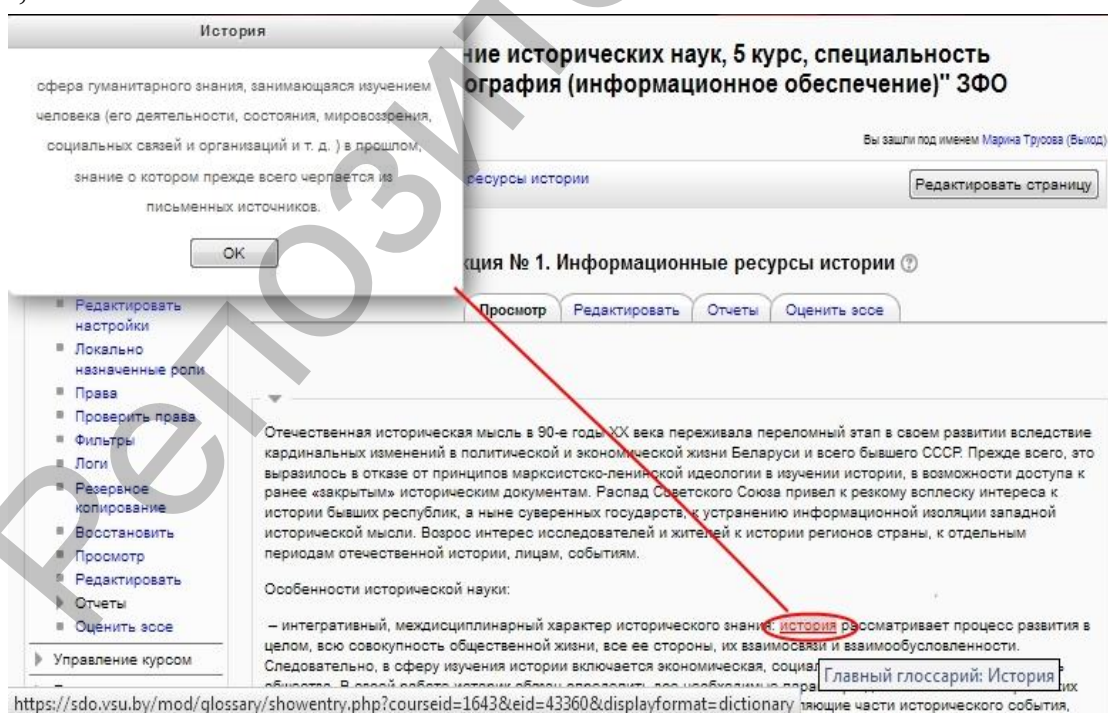 История
сфера гуманитарного знания, занимающаяся изучением
человека (его деятельности, состояния, мировоззрения,
социальных связей и организаций и т. д. ) в прошлом,
знание о котором прежде всего черпается из
письменных источников.
OK
ние исторических наук, 5 курс, специальность
ография (информационное обеспечение)" ЗФО
Вы зашли под именем Марина Трусова (Выход)
ресурсы истории
Редактировать страницу
кция № 1. Информационные ресурсы истории
Просмотр Редактировать Отчеты Оценить эссе
Редактировать
настройки
Локально
назначенные роли
Права
Проверить права
Фильтры
Логи
Резервное
копирование
Восстановить
Просмотр
Редактировать
Отчеты
Оценить эссе
Управление курсом
Отечественная историческая мысль в 90-е годы XX века переживала переломный этап в своем развитии вследствие
кардинальных изменений в политической и экономической жизни Беларуси и всего бывшего СССР. Прежде всего, это
выразилось в отказе от принципов марксистско-ленинской идеологии в изучении истории, в возможности доступа к
ранее «закрытым» историческим документам. Распад Советского Союза привел к резкому всплеску интереса к
истории бывших республик, а ныне суверенных государств, к устранению информационной изоляции западной
исторической мысли. Возрос интерес исследователей и жителей к истории регионов страны, к отдельным
периодам отечественной истории, лицам, событиям.
Особенности исторической науки:
– интегративный, междисциплинарный характер исторического знания: история рассматривает процесс развития в
целом, всю совокупность общественной жизни, все ее стороны, их взаимосвязи и взаимообусловленности.
Следовательно, в сферу изучения истории включается экономическая,
Главный глоссарий: История
https://sdo.vsu.by/mod/glossary/showentry.php?courseid=1643&eid=43360&displayformat=dictionary
части исторического события,
Репозит